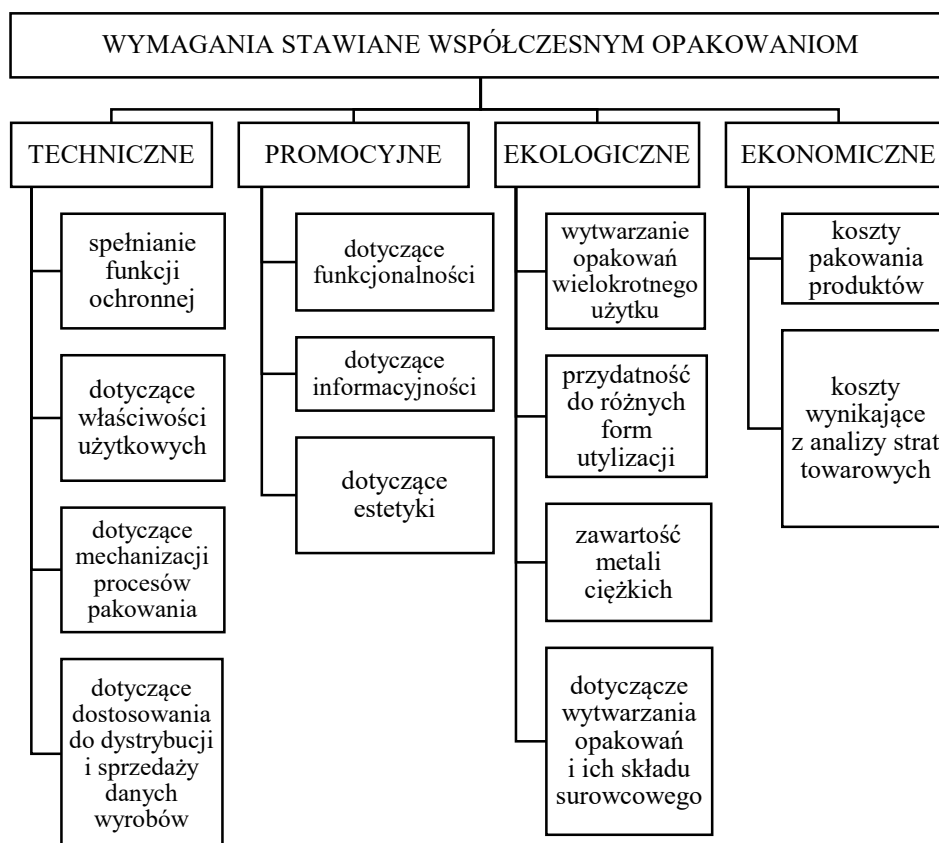 WYMAGANIA STAWIANE WSPÓŁCZESNYM OPAKOWANIOM
TECHNICZNE
spełnianie
funkcji
ochronnej
dotyczące
właściwości
użytkowych
dotyczące
mechanizacji
procesów
pakowania
dotyczące
dostosowania
do dystrybucji
i sprzedaży
danych
wyrobów
PROMOCYJNE
dotyczące
funkcjonalności
dotyczące
informacyjności
dotyczące
estetyki
EKOLOGICZNE
wytwarzanie
opakowań
wielokrotnego
użytku
przydatność
do różnych
form
utylizacji
zawartość
metali
ciężkich
dotyczącze
wytwarzania
opakowań
i ich składu
surowcowego
EKONOMICZNE
koszty
pakowania
produktów
koszty
wynikające
z analizy strat
towarowych